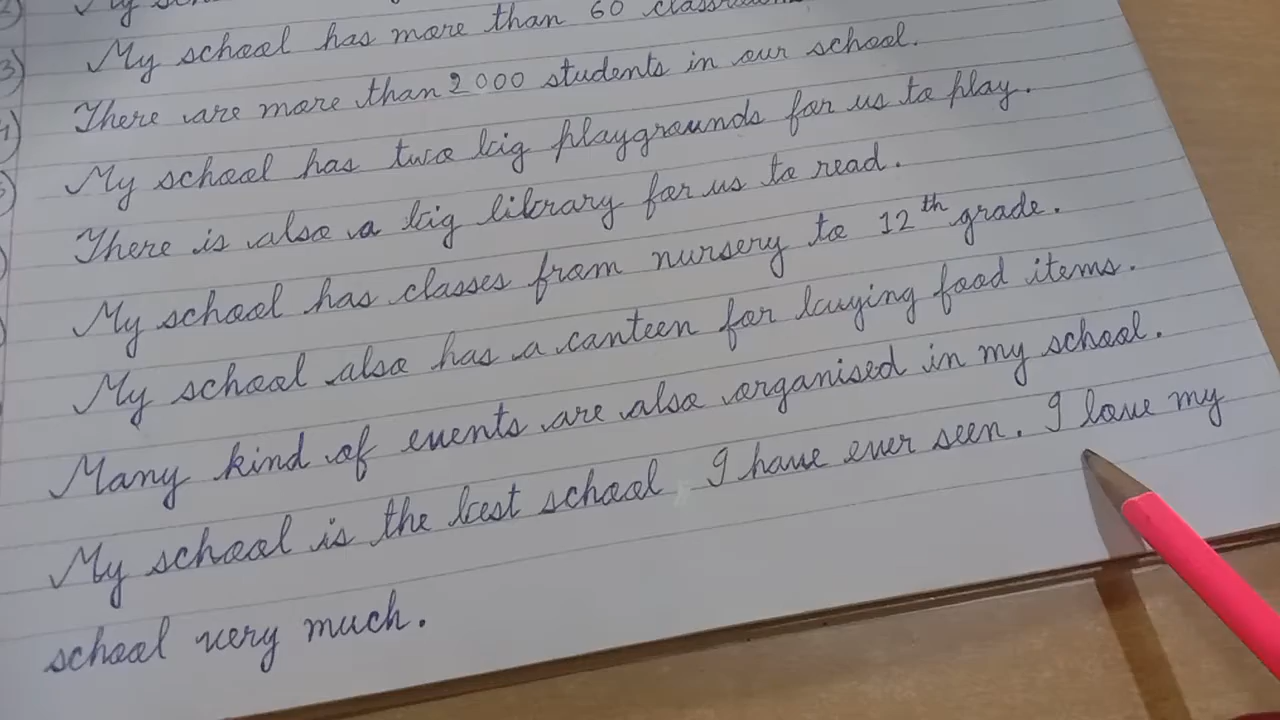 My
3) My school has more than 60
4) There are more than 2000 students in our school.
My school has two big playgrounds for us to play.
There is also a big library for us to read.
My school has classes from nursery to 12th grade.
My school also has a canteen for buying food items.
Many kind of events are also organised in my school.
My school is the best school I have ever seen. I love my
school very much.